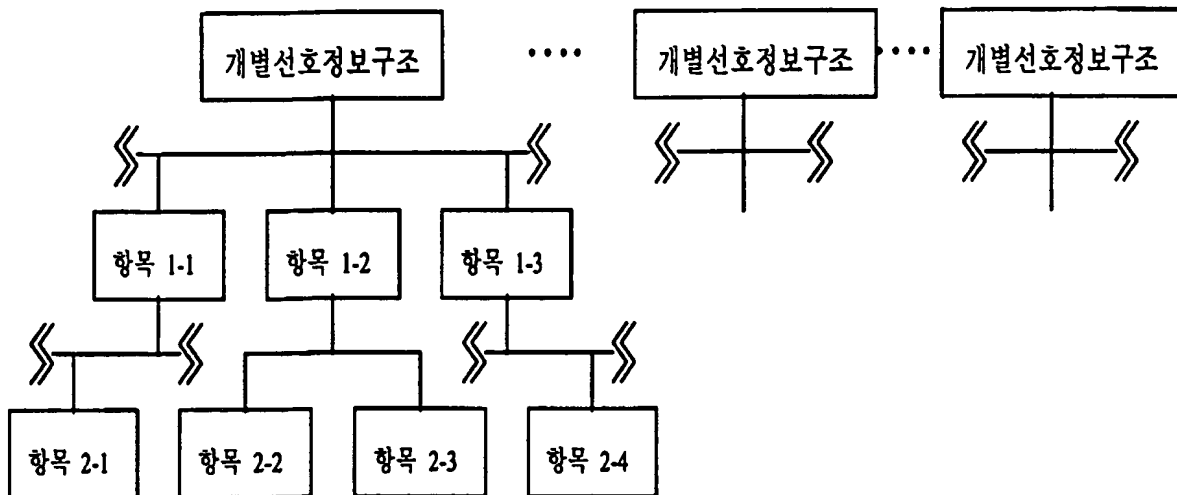 개별선호정보구조 .... 개별선호정보구조 .... 개별선호정보구조
항목 1-1 항목 1-2 항목 1-3
항목 2-1 항목 2-2 항목 2-3 항목 2-4